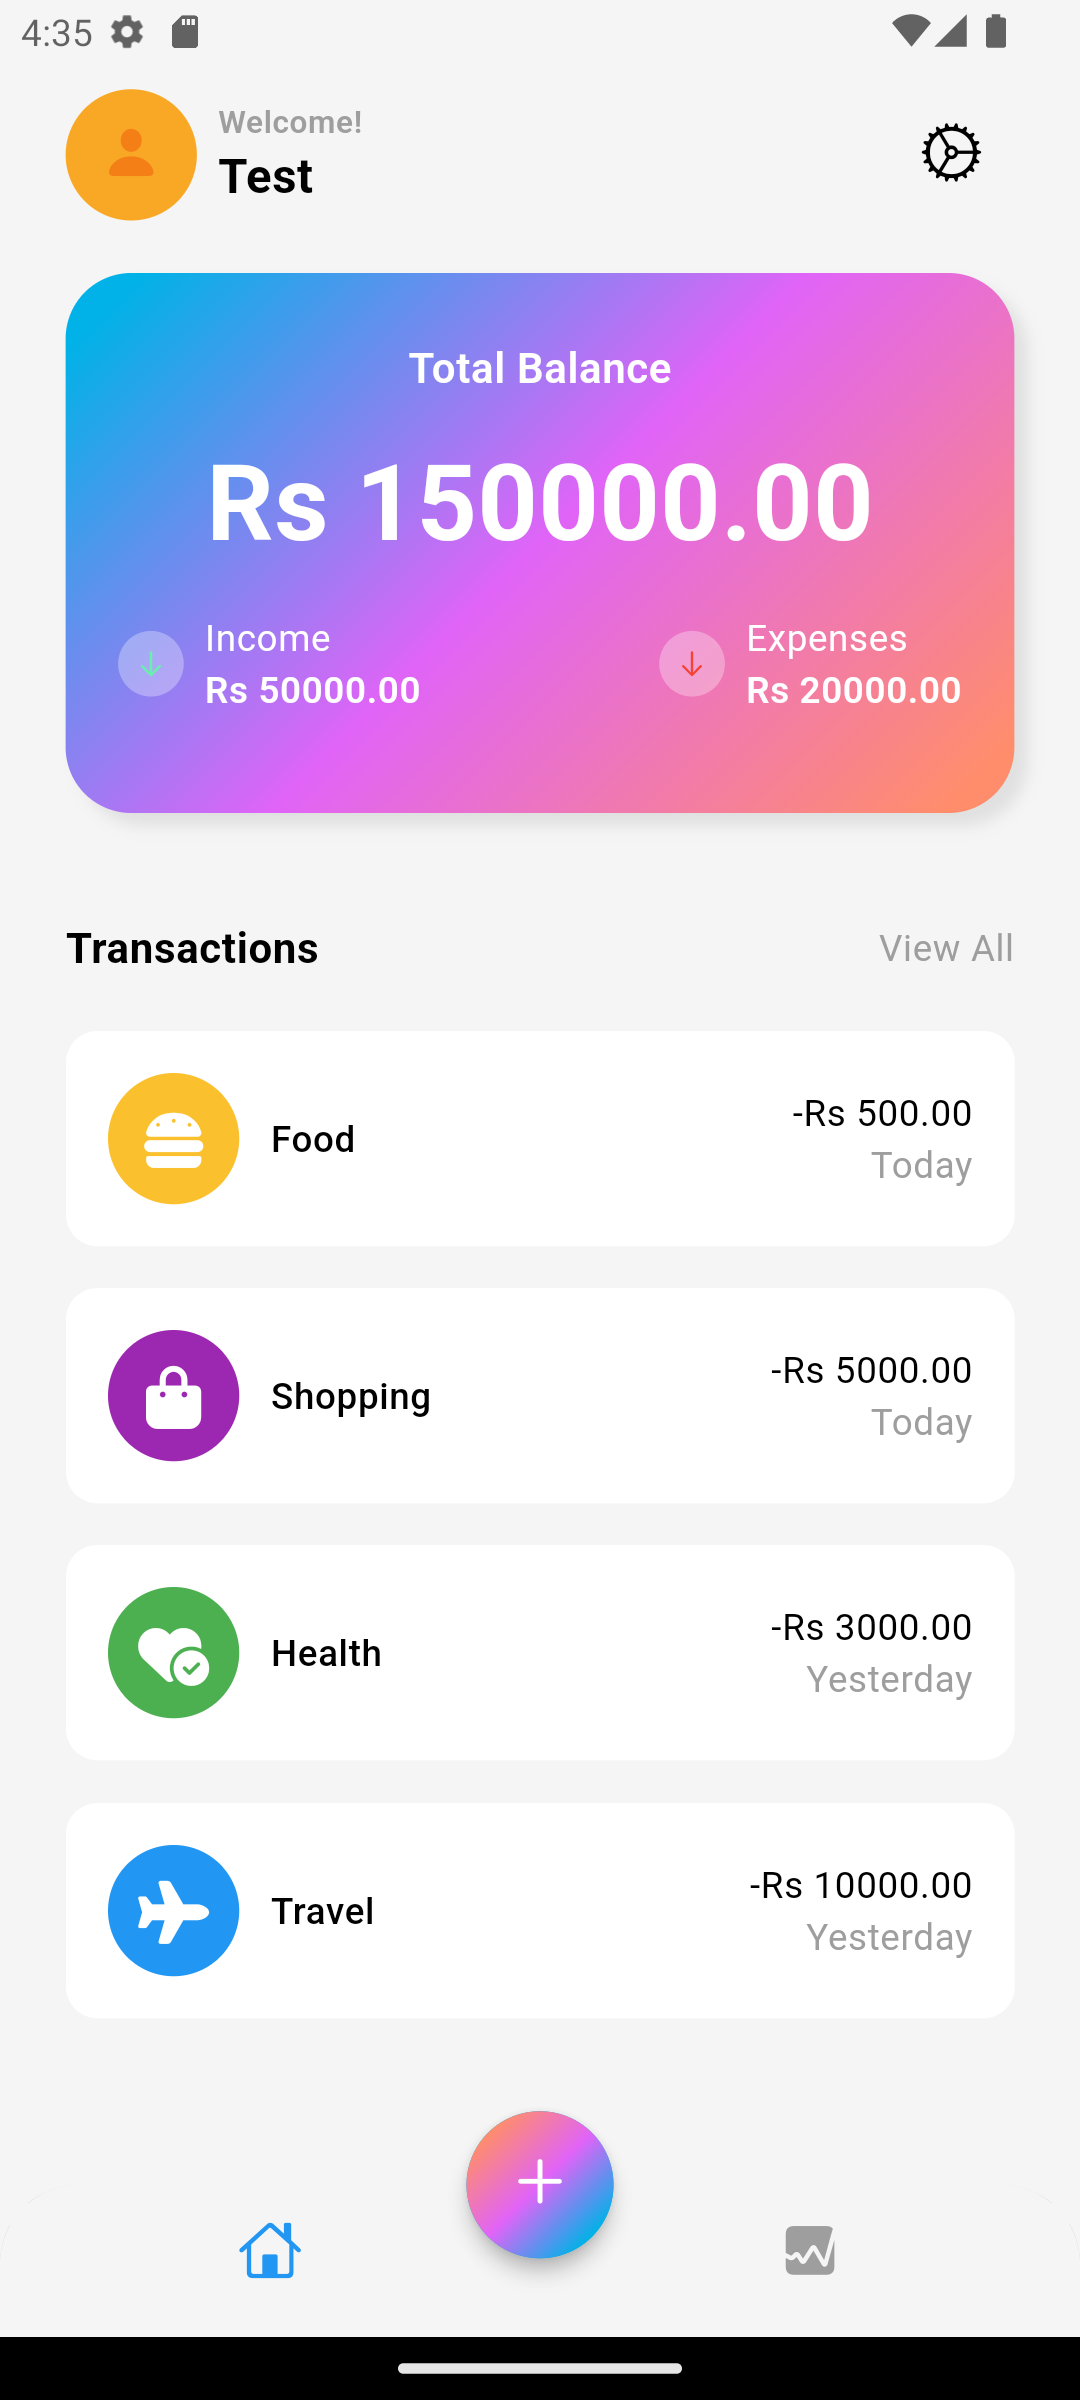 4:35
Welcome!
Test
Total Balance
Rs 150000.00
Income
Rs 50000.00
Expenses
Rs 20000.00
Transactions
View All
Food
-Rs 500.00
Today
Shopping
-Rs 5000.00
Today
Health
-Rs 3000.00
Yesterday
Travel
-Rs 10000.00
Yesterday